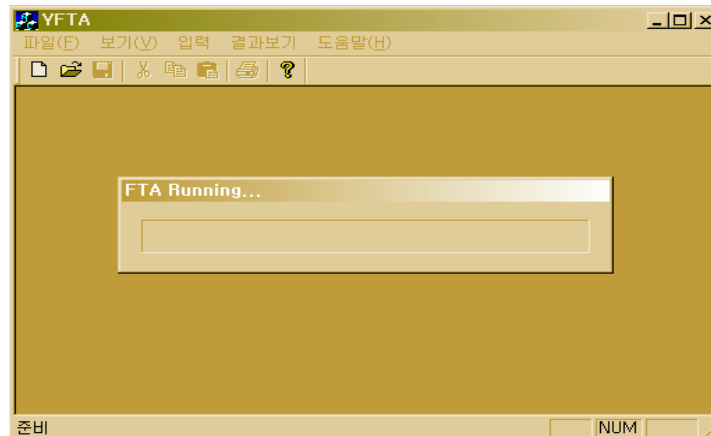 YFTA
파일(F) 보기(V) 입력 결과보기 도움말(H)
FTA Running...
준비 NUM